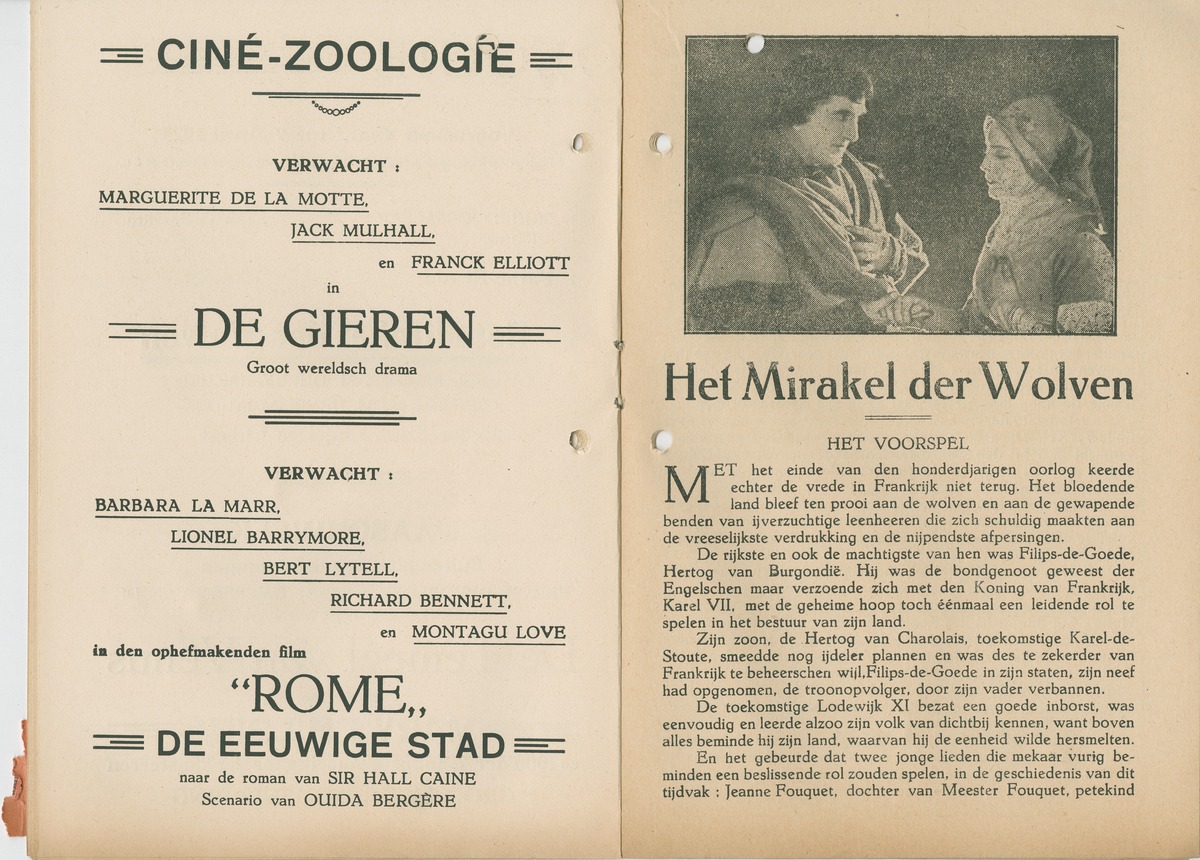 CINÉ-ZOOLOGIE
VERWACHT :
MARGUERITE DE LA MOTTE,
JACK MULHALL,
en FRANCK ELLIOTT
in
DE GIEREN
Groot wereldsch drama
VERWACHT :
BARBARA LA MARR,
LIONEL BARRYMORE,
BERT LYTELL,
RICHARD BENNETT,
en MONTAGU LOVE
in den ophefmakenden film
“ROME„
DE EEUWIGE STAD
naar de roman van SIR HALL CAINE
Scenario van OUIDA BERGÈRE
Het Mirakel der Wolven
HET VOORSPEL
MET het einde van den honderdjarigen oorlog keerde
echter de vrede in Frankrijk niet terug. Het bloedende
land bleef ten prooi aan de wolven en aan de gewapende
benden van ijverzuchtige leenheeren die zich schuldig maakten aan
de vreeselijkste verdrukking en de nijpendste afpersingen.
De rijkste en ook de machtigste van hen was Filips-de-Goede,
Hertog van Burgondië. Hij was de bondgenoot geweest der
Engelschen maar verzoende zich met den Koning van Frankrijk,
Karel VII, met de geheime hoop toch éénmaal een leidende rol te
spelen in het bestuur van zijn land.
Zijn zoon, de Hertog van Charolais, toekomstige Karel-de-
Stoute, smeedde nog ijdeler plannen en was des te zekerder van
Frankrijk te beheerschen wijl,Filips-de-Goede in zijn staten, zijn neef
had opgenomen, de troonopvolger, door zijn vader verbannen.
De toekomstige Lodewijk XI bezat een goede inborst, was
eenvoudig en leerde alzoo zijn volk van dichtbij kennen, want boven
alles beminde hij zijn land, waarvan hij de eenheid wilde hersmelten.
En het gebeurde dat twee jonge lieden die mekaar vurig be-
minden een beslissende rol zouden spelen, in de geschiedenis van dit
tijdvak : Jeanne Fouquet, dochter van Meester Fouquet, petekind